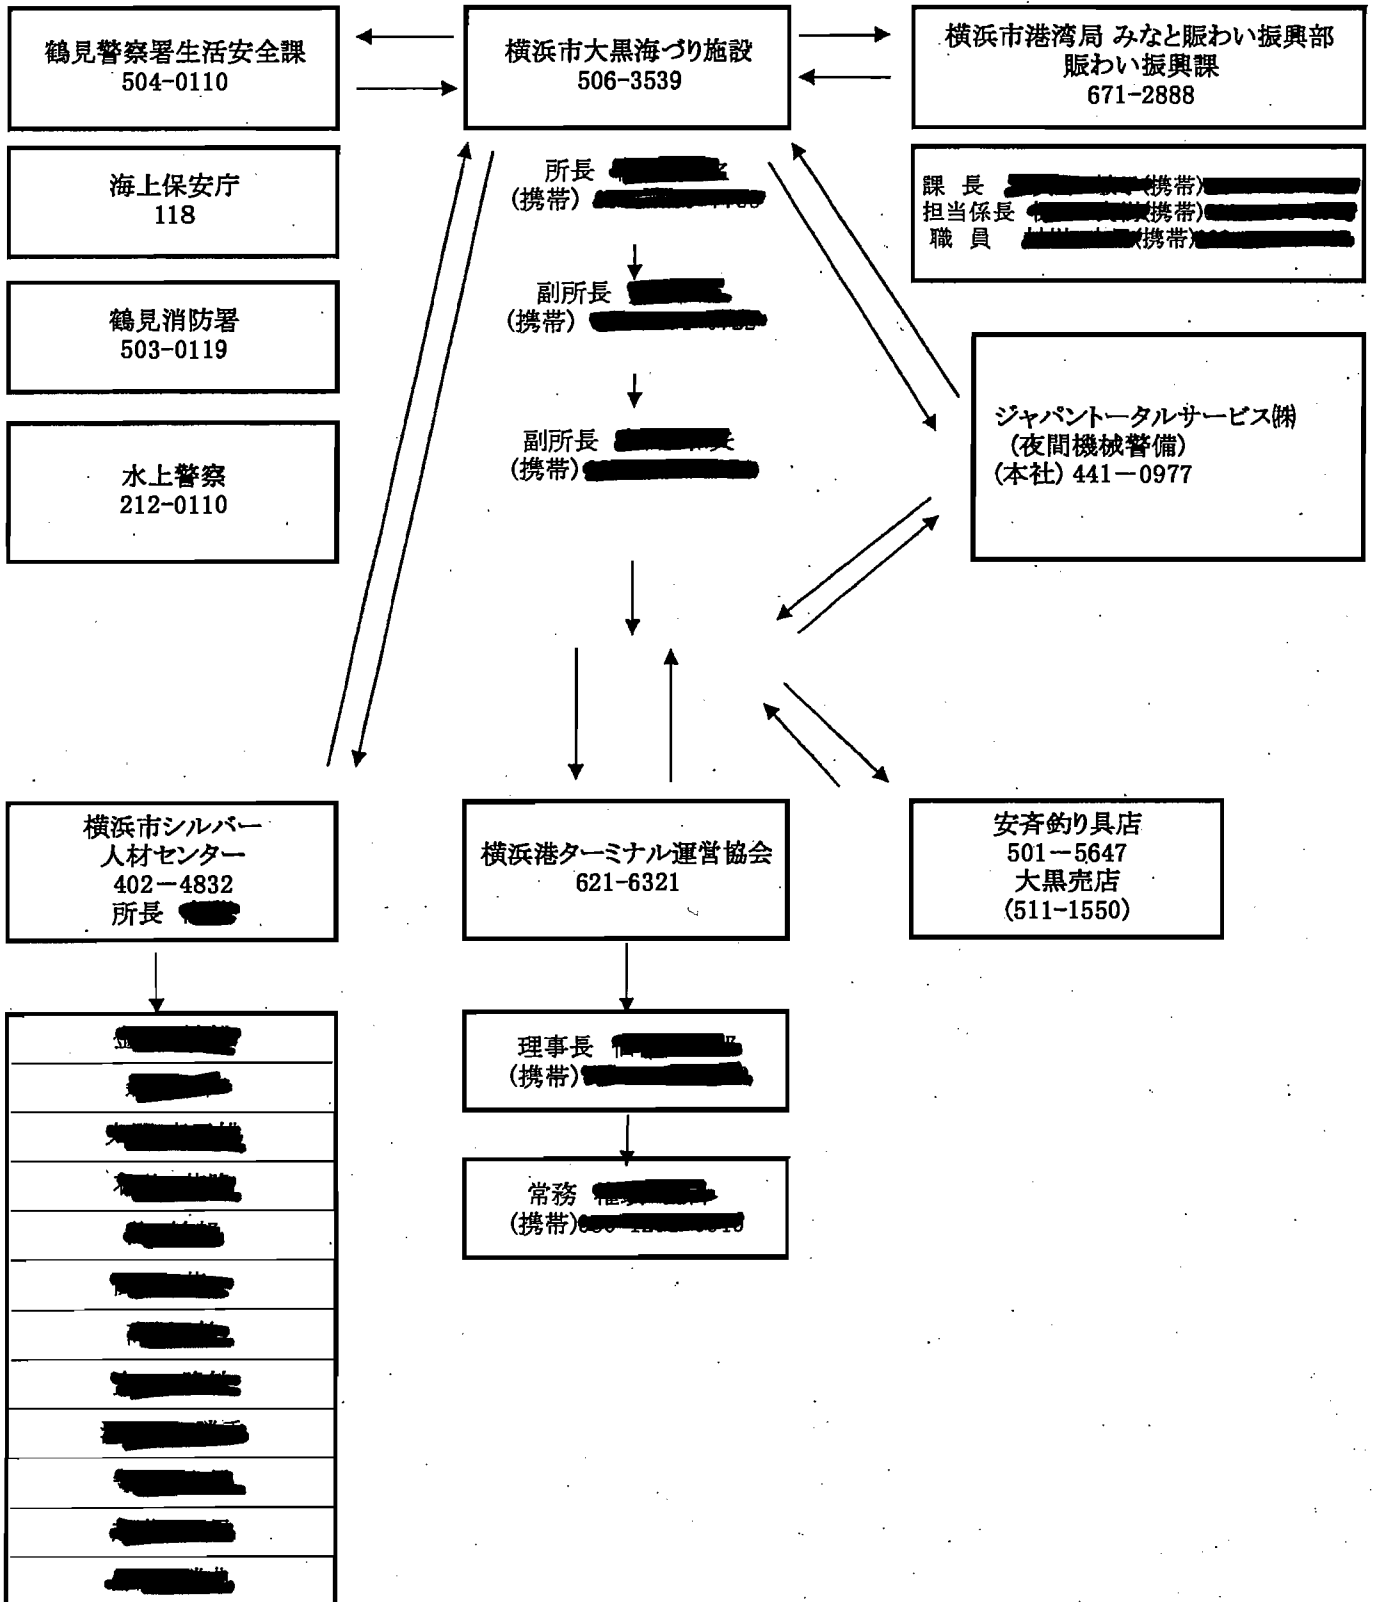 鶴見警察署生活安全課
504-0110
横浜市大黒海づり施設
506-3539
横浜市港湾局 みなと賑わい振興部
賑わい振興課
671-2888
海上保安庁
118
鶴見消防署
503-0119
水上警察
212-0110
所長
(携帯)
副所長
(携帯)
副所長
(携帯)
課 長 (携帯)
担当係長 (携帯)
職 員 (携帯)
ジャパントータルサービス㈱
(夜間機械警備)
(本社) 441-0977
横浜市シルバー
人材センター
402-4832
所長
横浜港ターミナル運営協会
621-6321
安斉釣り具店
501-5647
大黒売店
(511-1550)
理事長
(携帯)
常務
(携帯)